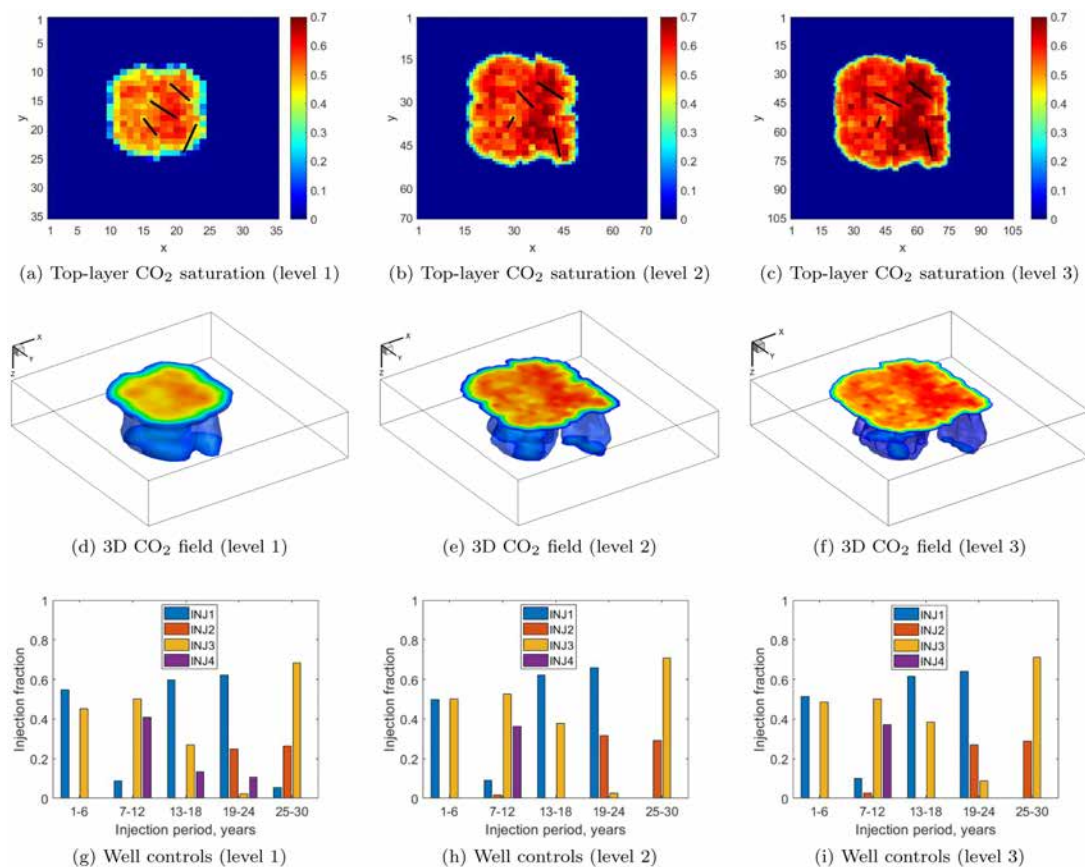 1
5
10
15
20
25
30
35
1 5 10 15 20 25 30 35
y
x
0.7
0.6
0.5
0.4
0.3
0.2
0.1
0
(a) Top-layer CO₂ saturation (level 1)
1
15
30
45
60
70
1 15 30 45 60 70
y
x
0.7
0.6
0.5
0.4
0.3
0.2
0.1
0
(b) Top-layer CO₂ saturation (level 2)
1
15
30
45
60
75
90
105
1 15 30 45 60 75 90 105
y
x
0.7
0.6
0.5
0.4
0.3
0.2
0.1
0
(c) Top-layer CO₂ saturation (level 3)
X
Y
Z
(d) 3D CO₂ field (level 1)
X
Y
Z
(e) 3D CO₂ field (level 2)
X
Y
Z
(f) 3D CO₂ field (level 3)
1
0.8
0.6
0.4
0.2
0
Injection fraction
INJ1
INJ2
INJ3
INJ4
1-6 7-12 13-18 19-24 25-30
Injection period, years
(g) Well controls (level 1)
1
0.8
0.6
0.4
0.2
0
Injection fraction
INJ1
INJ2
INJ3
INJ4
1-6 7-12 13-18 19-24 25-30
Injection period, years
(h) Well controls (level 2)
1
0.8
0.6
0.4
0.2
0
Injection fraction
INJ1
INJ2
INJ3
INJ4
1-6 7-12 13-18 19-24 25-30
Injection period, years
(i) Well controls (level 3)